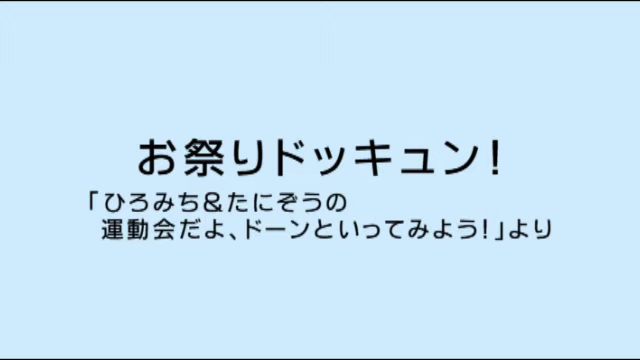 お祭りドッキュン!
「ひろみち&たにぞうの
運動会だよ、ドーンといってみよう!」より